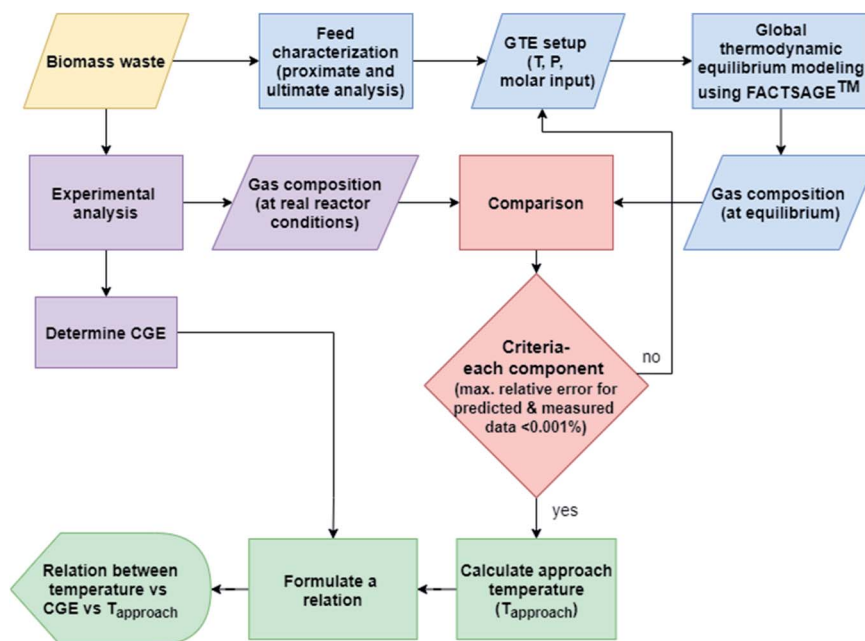 Biomass waste
Feed
characterization
(proximate and
ultimate analysis)
GTE setup
(T, P,
molar input)
Global
thermodynamic
equilibrium modeling
using FACTSAGE™
Experimental
analysis
Gas composition
(at real reactor
conditions)
Comparison
Gas composition
(at equilibrium)
Determine CGE
Criteria-
each component
(max. relative error for
predicted & measured
data <0.001%)
no
yes
Relation between
temperature vs
CGE vs Tapproach
Formulate a
relation
Calculate approach
temperature
(Tapproach)